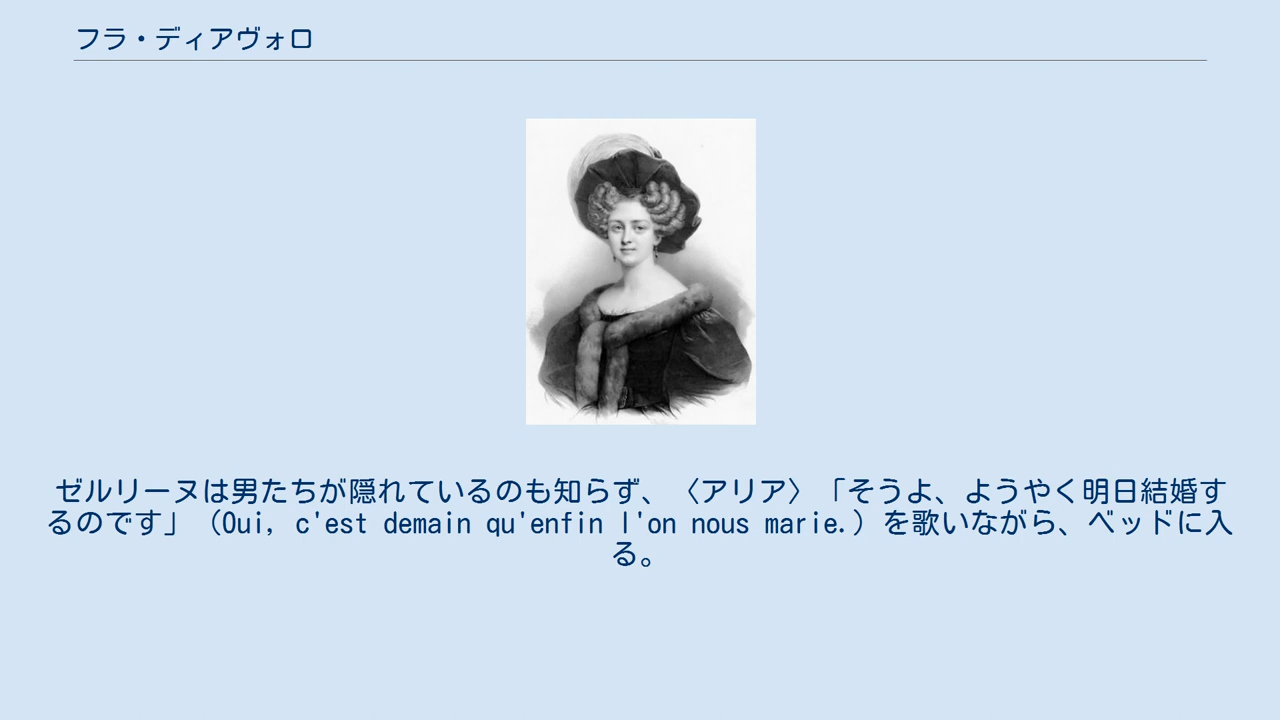 フラ・ディアヴォロ
ゼルリーヌは男たちが隠れているのも知らず、〈アリア〉「そうよ、ようやく明日結婚す
るのです」（Oui, c'est demain qu'enfin l'on nous marie.）を歌いながら、ベッドに入
る。